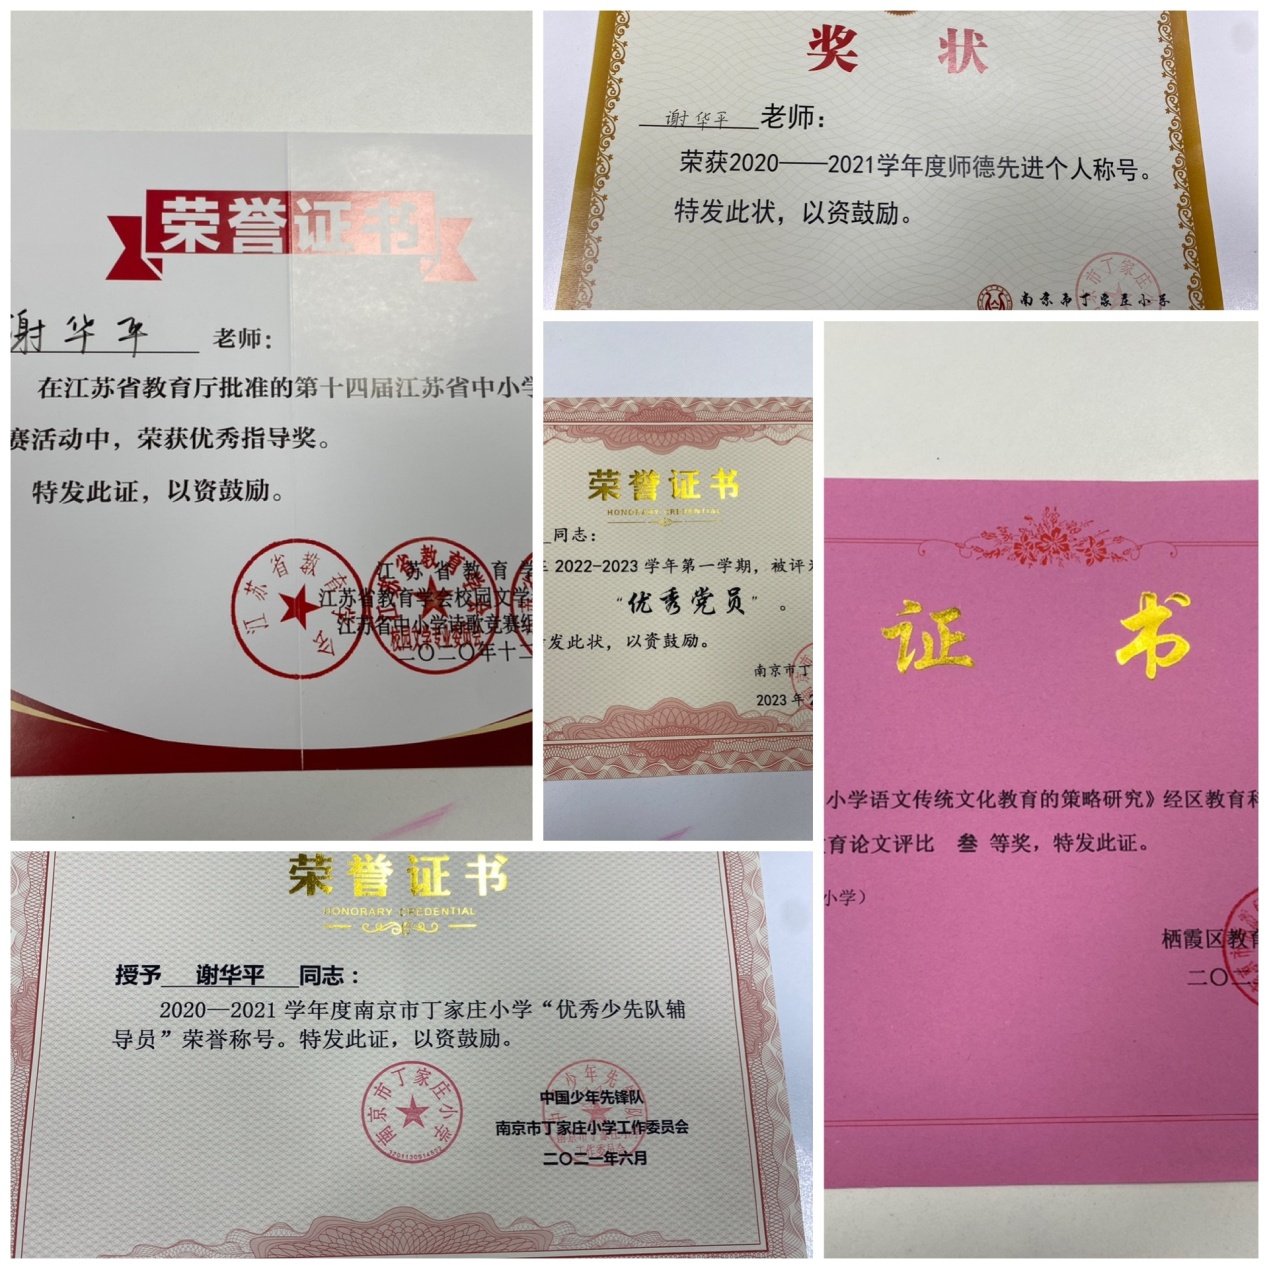 荣誉证书
谢华平 老师：
在江苏省教育厅批准的第十四届江苏省中小学
赛活动中，荣获优秀指导奖。
特发此证，以资鼓励。
江苏省教育学
江苏省教育学会校园文学
江苏省中小学诗歌竞赛组
二〇二〇年十二
奖 状
谢华平 老师：
荣获2020——2021学年度师德先进个人称号。
特发此状，以资鼓励。
南京市丁家庄小学
荣誉证书
HONORARY CREDENTIAL
同志：
2022-2023 学年第一学期，被评
“优秀党员”。
发此状，以资鼓励。
南京市丁
2023 年
证 书
小学语文传统文化教育的策略研究》经区教育科
育论文评比 叁 等奖，特发此证。
小学）
栖霞区教育
二〇二
荣誉证书
HONORARY CREDENTIAL
授予 谢华平 同志：
2020—2021 学年度南京市丁家庄小学“优秀少先队辅
导员”荣誉称号。特发此证，以资鼓励。
南京市丁家庄小学
中国少年先锋队
南京市丁家庄小学工作委员会
二〇二一年六月